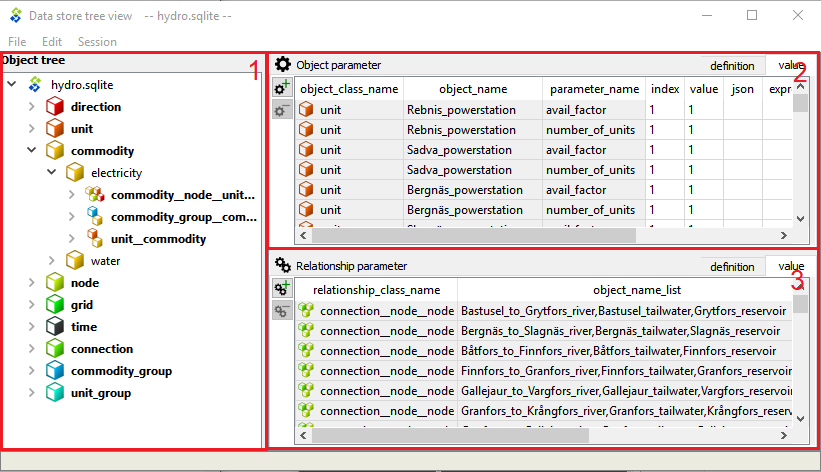 Data store tree view    -- hydro.sqlite --
File Edit Session
Object tree 1
hydro.sqlite
direction
unit
commodity
electricity
commodity__node__unit...
commodity_group__com...
unit__commodity
water
node
grid
time
connection
commodity_group
unit_group
Object parameter definition value
2
object_class_name object_name parameter_name index value json expr
unit Rebnis_powerstation avail_factor 1 1
unit Rebnis_powerstation number_of_units 1 1
unit Sadva_powerstation avail_factor 1 1
unit Sadva_powerstation number_of_units 1 1
unit Bergnäs_powerstation avail_factor 1 1
unit Bergnäs_powerstation number_of_units 1 1
Relationship parameter definition value
3
relationship_class_name object_name_list
connection__node__node Bastusel_to_Grytfors_river,Bastusel_tailwater,Grytfors_reservoir
connection__node__node Bergnäs_to_Slagnäs_river,Bergnäs_tailwater,Slagnäs_reservoir
connection__node__node Båtfors_to_Finnfors_river,Båtfors_tailwater,Finnfors_reservoir
connection__node__node Finnfors_to_Granfors_river,Finnfors_tailwater,Granfors_reservoir
connection__node__node Gallejaur_to_Vargfors_river,Gallejaur_tailwater,Vargfors_reservoir
connection__node__node Granfors_to_Krångfors_river,Granfors_tailwater,Krångfors_reservoir